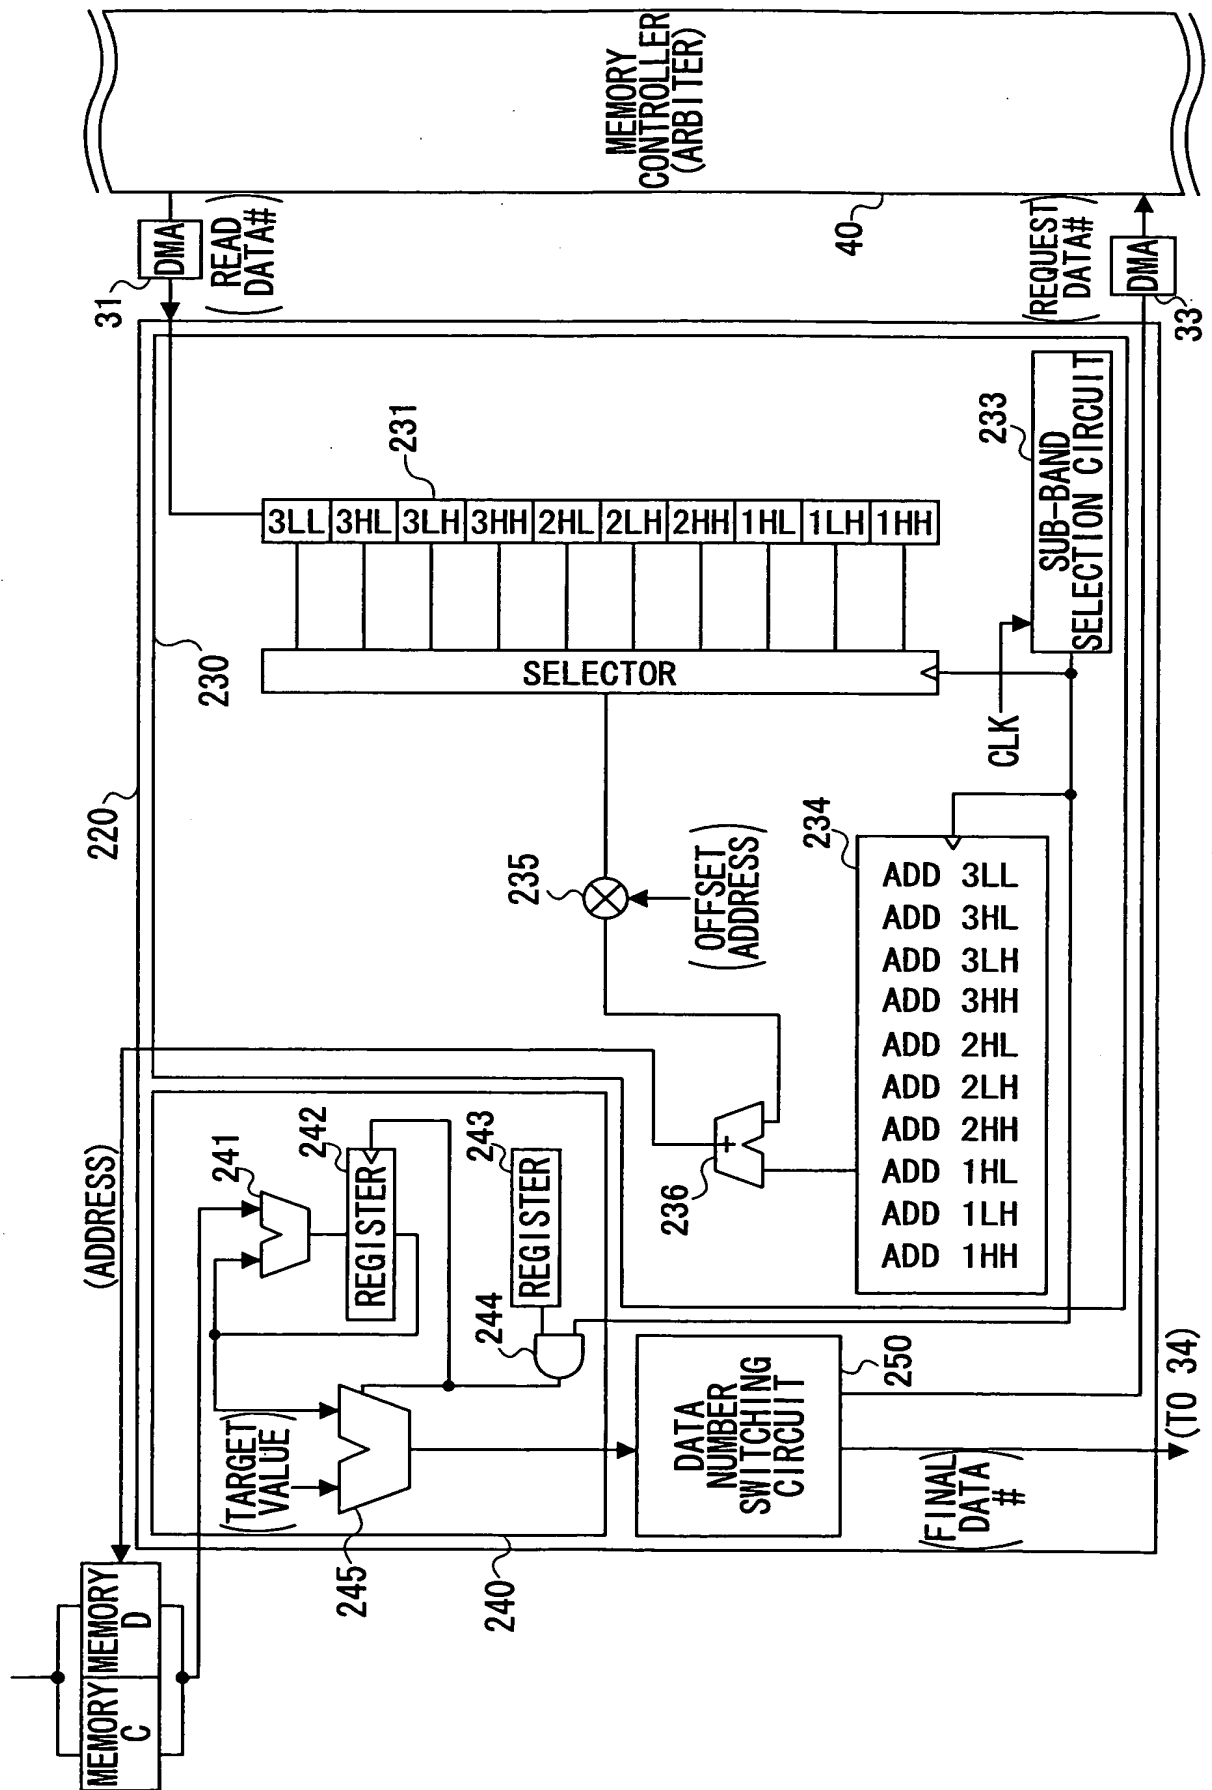 MEMORY
CONTROLLER
(ARBITER)
40
DMA
31
(READ
DATA#)
(REQUEST
DATA#)
DMA
33
220
230
231
3LL
3HL
3LH
3HH
2HL
2LH
2HH
1HL
1LH
1HH
SELECTOR
233
SUB-BAND
SELECTION CIRCUIT
CLK
235
(OFFSET
ADDRESS)
234
ADD 3LL
ADD 3HL
ADD 3LH
ADD 3HH
ADD 2HL
ADD 2LH
ADD 2HH
ADD 1HL
ADD 1LH
ADD 1HH
236
+
(ADDRESS)
241
242
REGISTER
243
REGISTER
244
(TARGET
VALUE)
245
240
DATA
NUMBER
SWITCHING
CIRCUIT
250
(FINAL
DATA
#)
(TO 34)
MEMORY
C
MEMORY
D